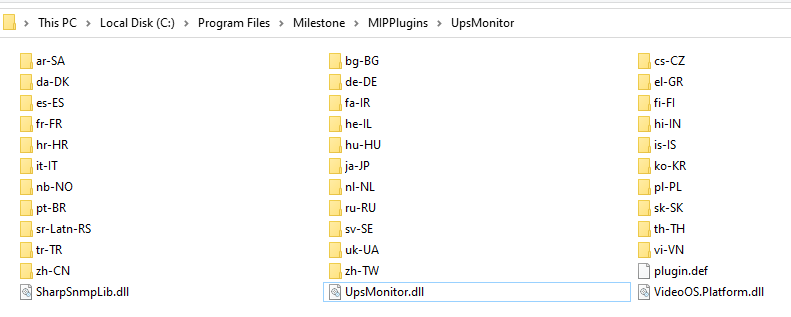 This PC > Local Disk (C:) > Program Files > Milestone > MIPPlugins > UpsMonitor
ar-SA bg-BG cs-CZ
da-DK de-DE el-GR
es-ES fa-IR fi-FI
fr-FR he-IL hi-IN
hr-HR hu-HU is-IS
it-IT ja-JP ko-KR
nb-NO nl-NL pl-PL
pt-BR ru-RU sk-SK
sr-Latn-RS sv-SE th-TH
tr-TR uk-UA vi-VN
zh-CN zh-TW plugin.def
SharpSnmpLib.dll UpsMonitor.dll VideoOS.Platform.dll